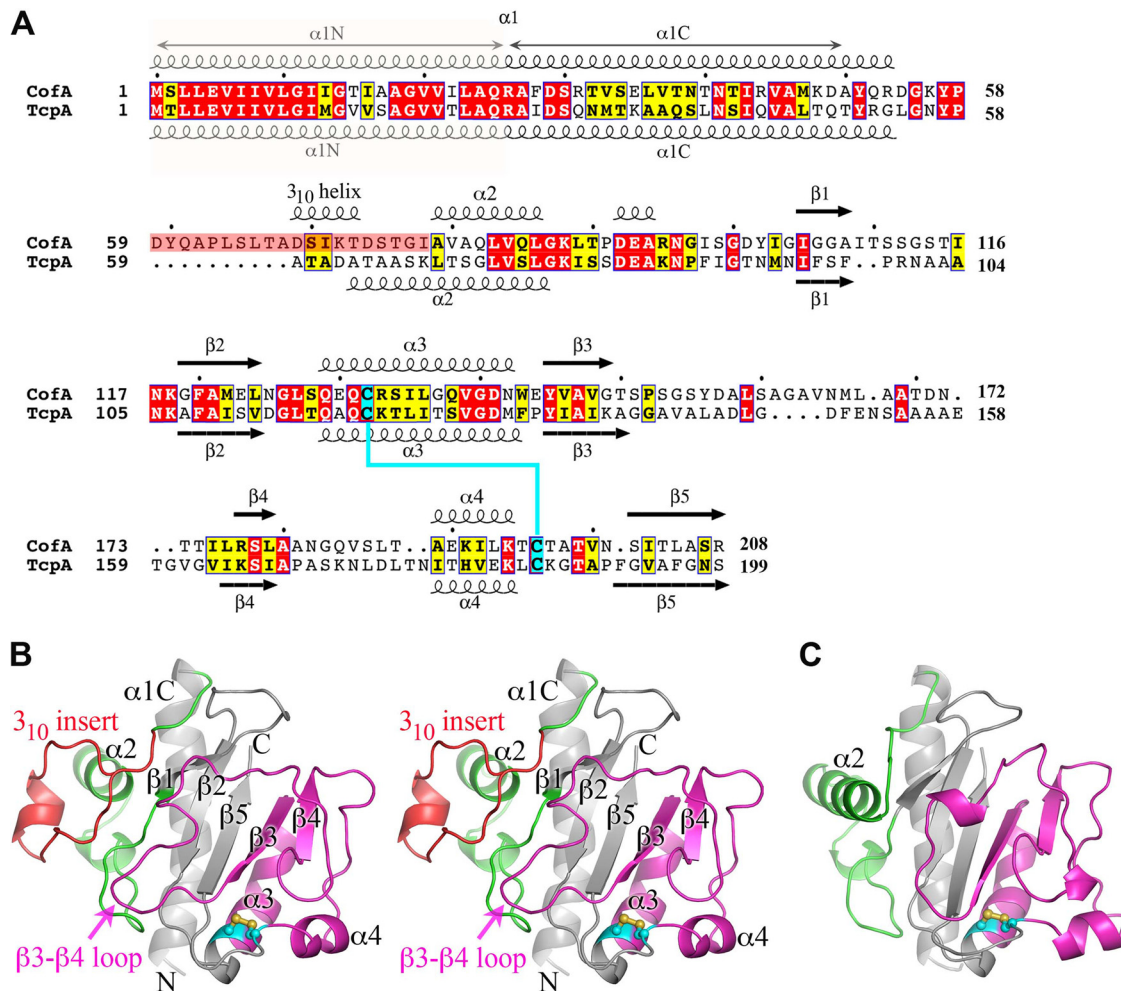 A
α1
α1N α1C
CofA 1 MSLLEVIIVLGIIGTIAAGVVILAQRAFDSRTVSELVTNTNTIRVAMKDAYQRDGKYP 58
TcpA 1 MTLLEVIIVLGIMGVVSAGVVTLAQRAIDSQNMTKAAQSLNSIQVALTQTYRGLGNYP 58
α1N α1C
3₁₀ helix α2 β1
CofA 59 DYQAPLSLTADSIKTDSTGIAVAQLVQLGKLTPDEARNGISGDYIGIGGAITSSGSTI 116
TcpA 59 ..........ATADATAASKLTSGLVSLGKISSDEAKNPFIGTNMNIFSF..PRNAAA 104
α2 β1
β2 α3 β3
CofA 117 NKGFAMELNGLSQEQCRSILGQVGDNWEYVAVGTSPSGSYDALSAGAVNML.AATDN. 172
TcpA 105 NKAFAISVDGLTQAQCKTLITSVGDMFPYIAIKAGGAVALADLG....DFENSAAAAE 158
β2 α3 β3
β4 α4 β5
CofA 173 ..TTILRSLAAANGQVSLT..AEKILKTCTATVN.SITLASR 208
TcpA 159 TGVGVIKSIAPASKNLDLTNITHVEKLCKGTAPFGVAFGNS 199
β4 α4 β5
B
α1C
3₁₀ insert
α2
C
β1
β2
β5
β3
β4
α3
α4
β3-β4 loop
N
α1C
3₁₀ insert
α2
C
β1
β2
β5
β3
β4
α3
α4
β3-β4 loop
N
C
α2